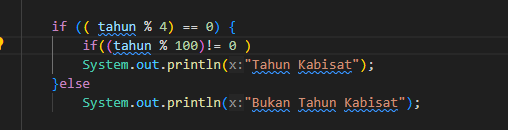 if (( tahun % 4) == 0) {
if((tahun % 100)!= 0 )
System.out.println(x:"Tahun Kabisat");
}else
System.out.println(x:"Bukan Tahun Kabisat");